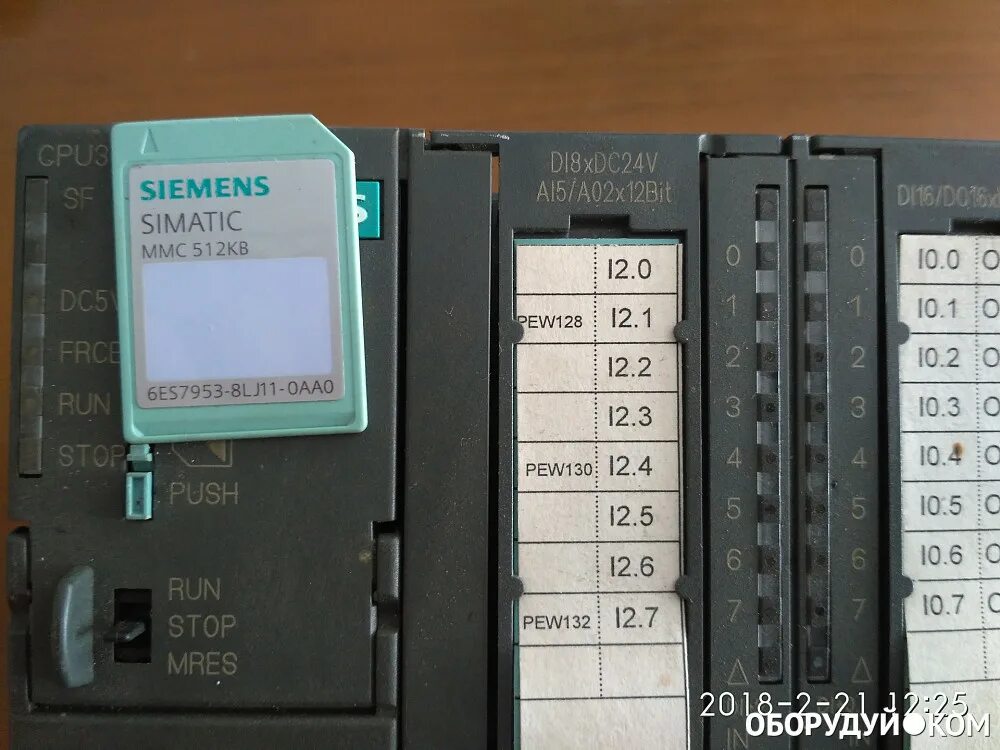 CPU3
SF
DC5V
FRCE
RUN
STOP
PUSH
RUN
STOP
MRES
SIEMENS
SIMATIC
MMC 512KB
6ES7953-8LJ11-0AA0
S
DI8xDC24V
AI5/AO2x12Bit
I2.0
PEW128 I2.1
I2.2
I2.3
PEW130 I2.4
I2.5
I2.6
PEW132 I2.7
0 0
1 1
2 2
3 3
4 4
5 5
6 6
7 7
IN
DI16/DO16x
I0.0 O
I0.1 O
I0.2 O
I0.3 O
I0.4 O
I0.5 O
I0.6 O
I0.7 O
2018-2-21 12:25
ОБОРУДУЙ КОМ